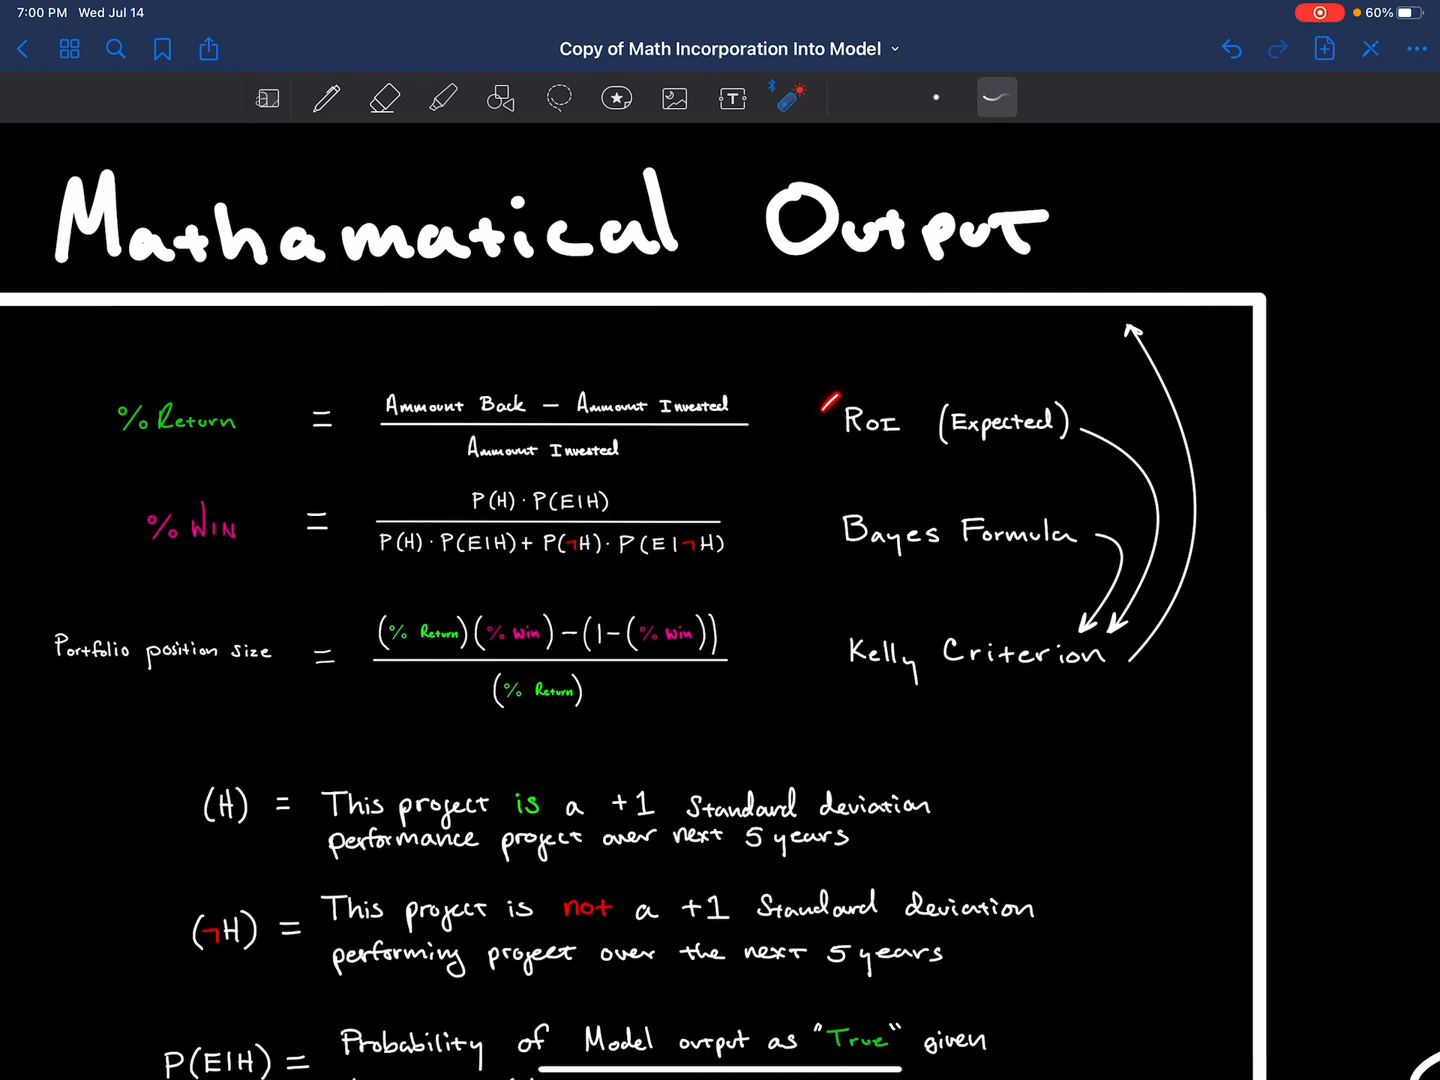 7:00 PM Wed Jul 14
60%
Copy of Math Incorporation Into Model
T
Mathamatical Output
% Return = Ammount Back – Ammount Invested
Ammount Invested
ROI (Expected)
% Win = P(H) · P(E|H)
P(H) · P(E|H) + P(¬H) · P(E|¬H)
Bayes Formula
Portfolio position size = (% Return)(% Win) – (1-(% Win))
(% Return)
Kelly Criterion
(H) = This project is a +1 Standard deviation
performance project over next 5 years
(¬H) = This project is not a +1 Standard deviation
performing project over the next 5 years
P(E|H) = Probability of Model output as "True" given